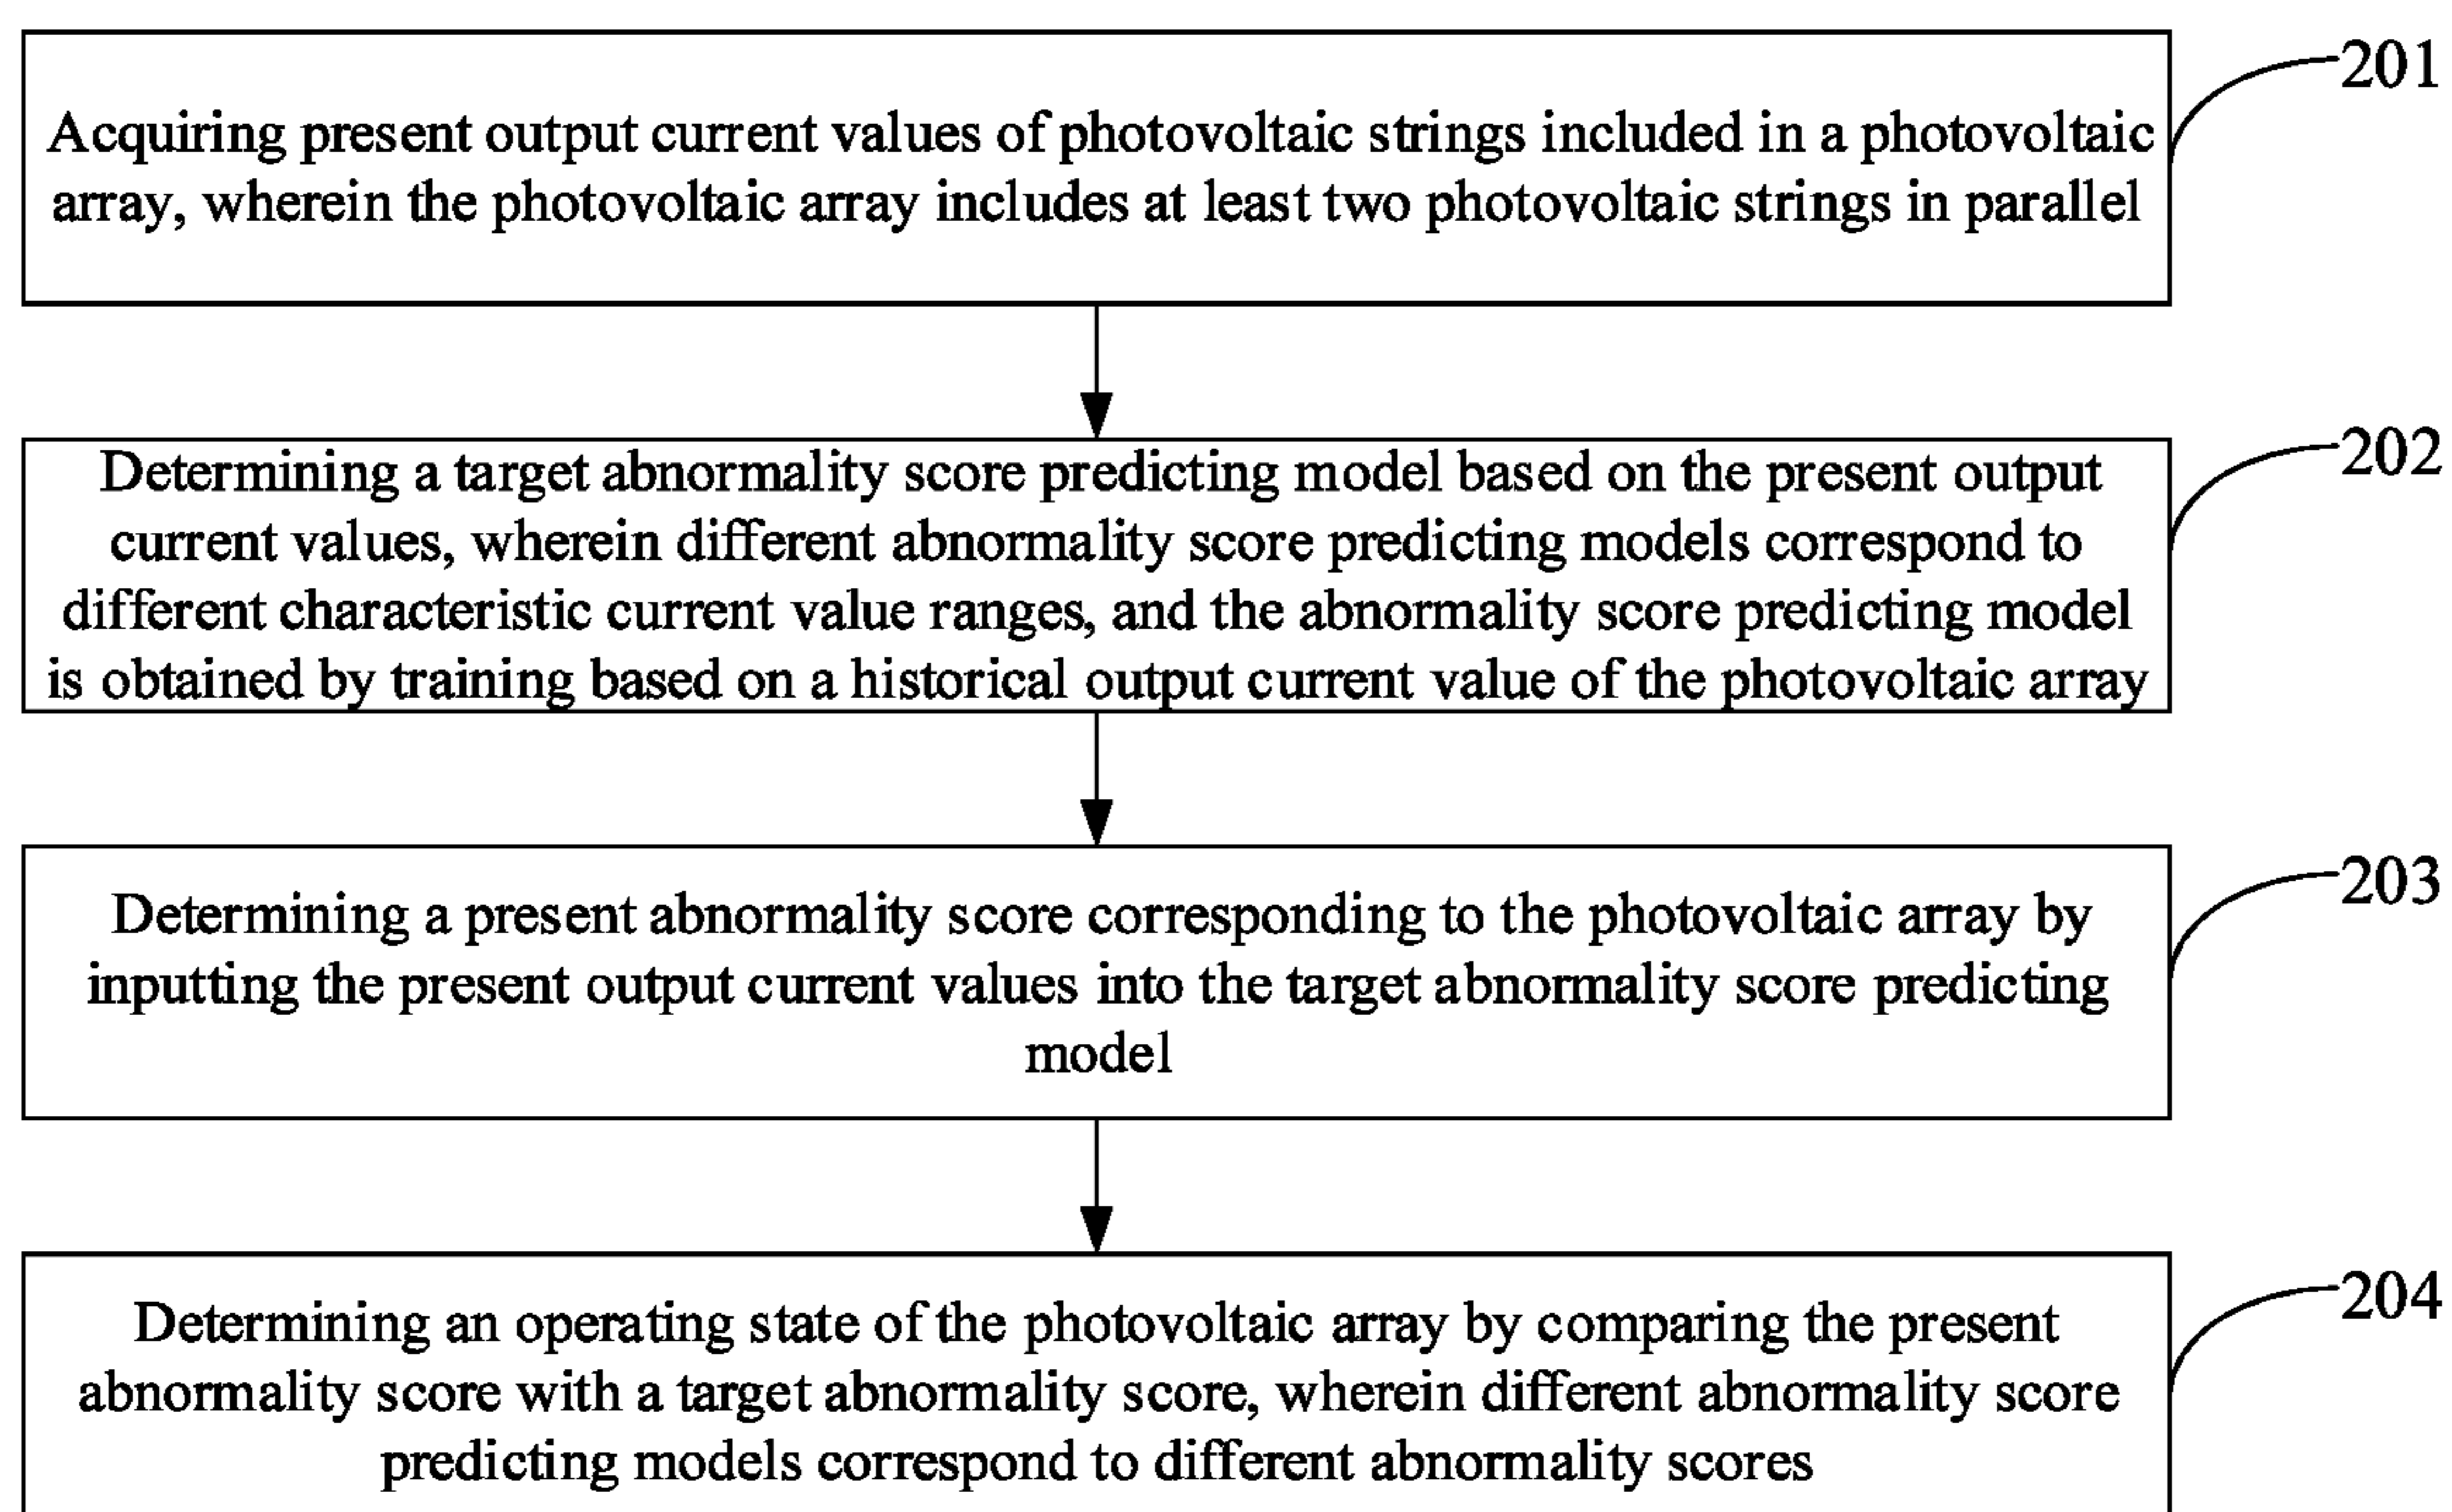 201
Acquiring present output current values of photovoltaic strings included in a photovoltaic
array, wherein the photovoltaic array includes at least two photovoltaic strings in parallel
202
Determining a target abnormality score predicting model based on the present output
current values, wherein different abnormality score predicting models correspond to
different characteristic current value ranges, and the abnormality score predicting model
is obtained by training based on a historical output current value of the photovoltaic array
203
Determining a present abnormality score corresponding to the photovoltaic array by
inputting the present output current values into the target abnormality score predicting
model
204
Determining an operating state of the photovoltaic array by comparing the present
abnormality score with a target abnormality score, wherein different abnormality score
predicting models correspond to different abnormality scores